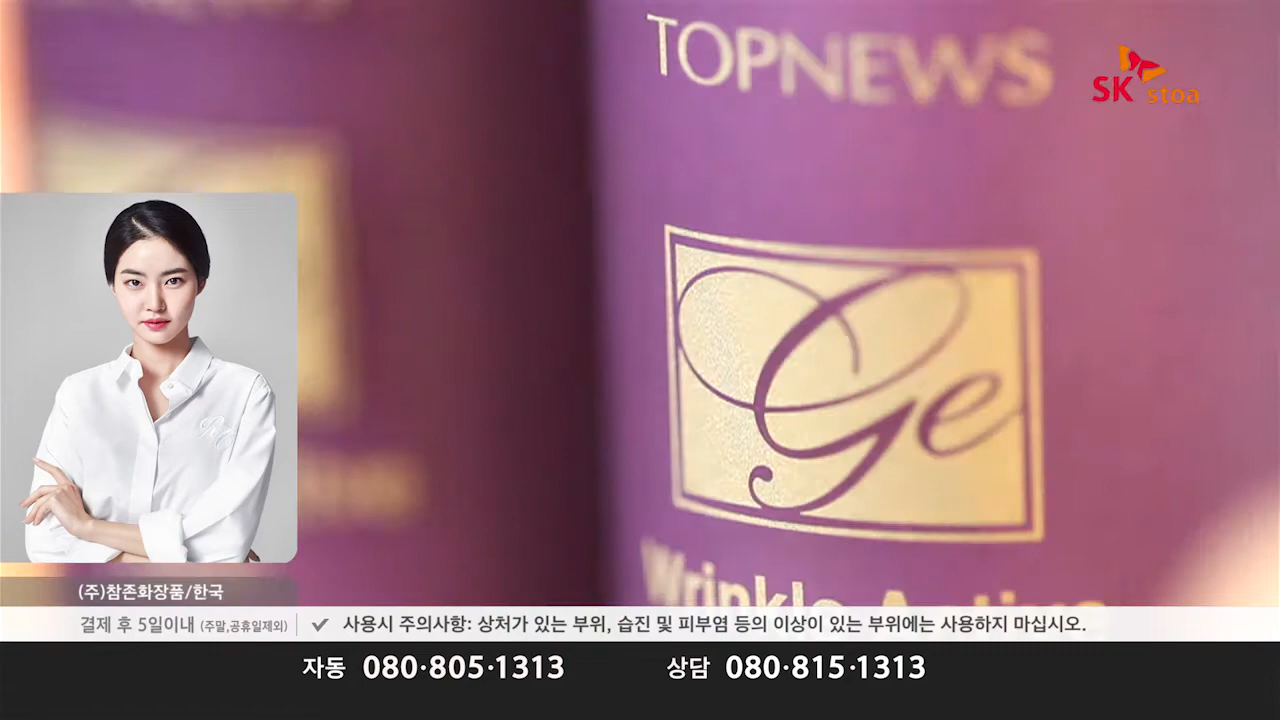 TOPNEWS
SK stoa
Ge
Wrinkle Active
(주)참존화장품/한국
결제 후 5일이내 (주말,공휴일제외)
사용시 주의사항: 상처가 있는 부위, 습진 및 피부염 등의 이상이 있는 부위에는 사용하지 마십시오.
자동 080·805·1313 상담 080·815·1313